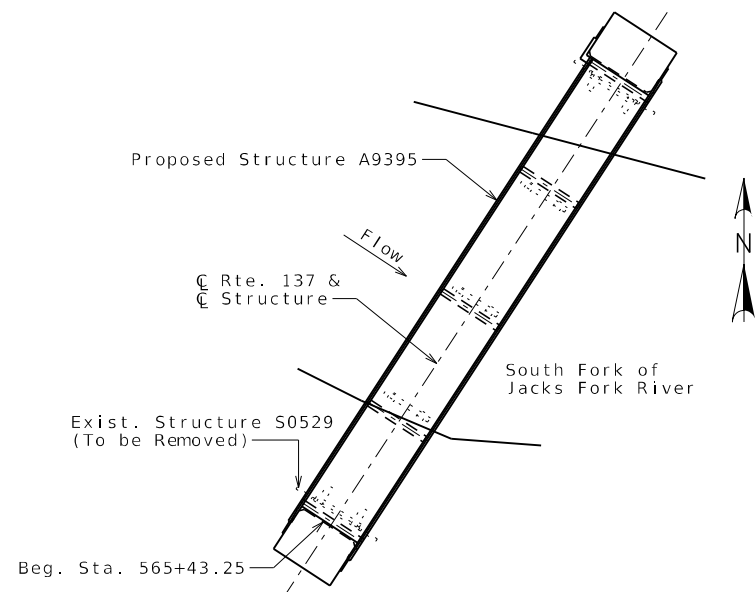 Proposed Structure A9395
Flow
N
℄ Rte. 137 &
℄ Structure
South Fork of
Jacks Fork River
Exist. Structure S0529
(To be Removed)
Beg. Sta. 565+43.25